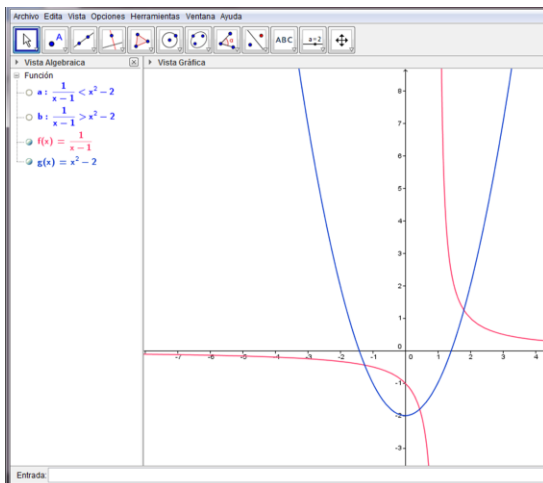 Archivo Edita Vista Opciones Herramientas Ventana Ayuda
A
ABC
a=2
Vista Algebraica
Vista Gráfica
Función
a : 1/(x − 1) < x² − 2
b : 1/(x − 1) > x² − 2
f(x) = 1/(x − 1)
g(x) = x² − 2
8
7
6
5
4
3
2
1
0
-7 -6 -5 -4 -3 -2 -1 0 1 2 3 4
-1
-2
-3
Entrada: